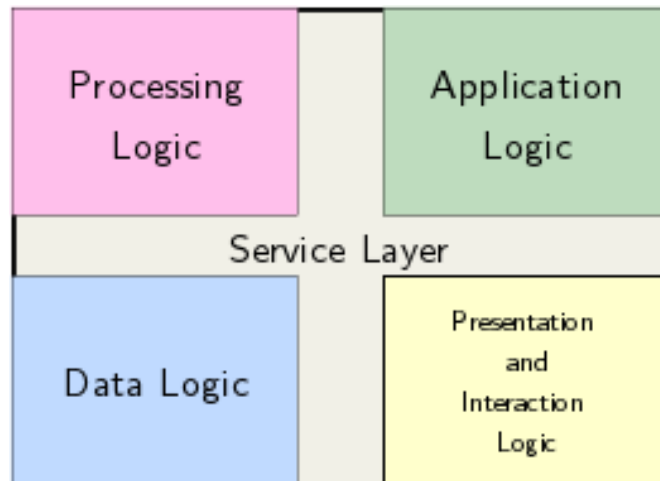 Processing
Logic
Application
Logic
Service Layer
Data Logic
Presentation
and
Interaction
Logic